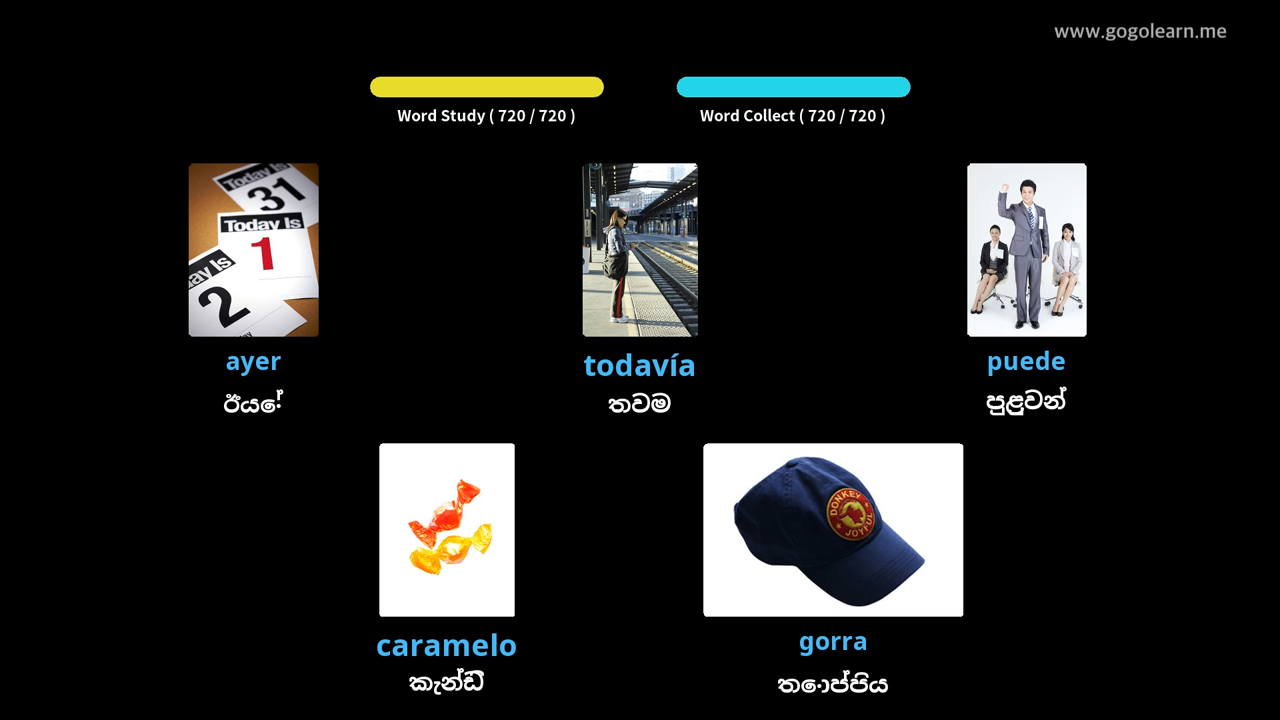 www.gogolearn.me
Word Study ( 720 / 720 )
Word Collect ( 720 / 720 )
Today Is
31
Today Is
1
ay Is
2
ayer
ඊයේ
todavía
තවම
puede
පුළුවන්
DONKEY
JOYFUL
caramelo
කැන්ඩි
gorra
තොප්පිය